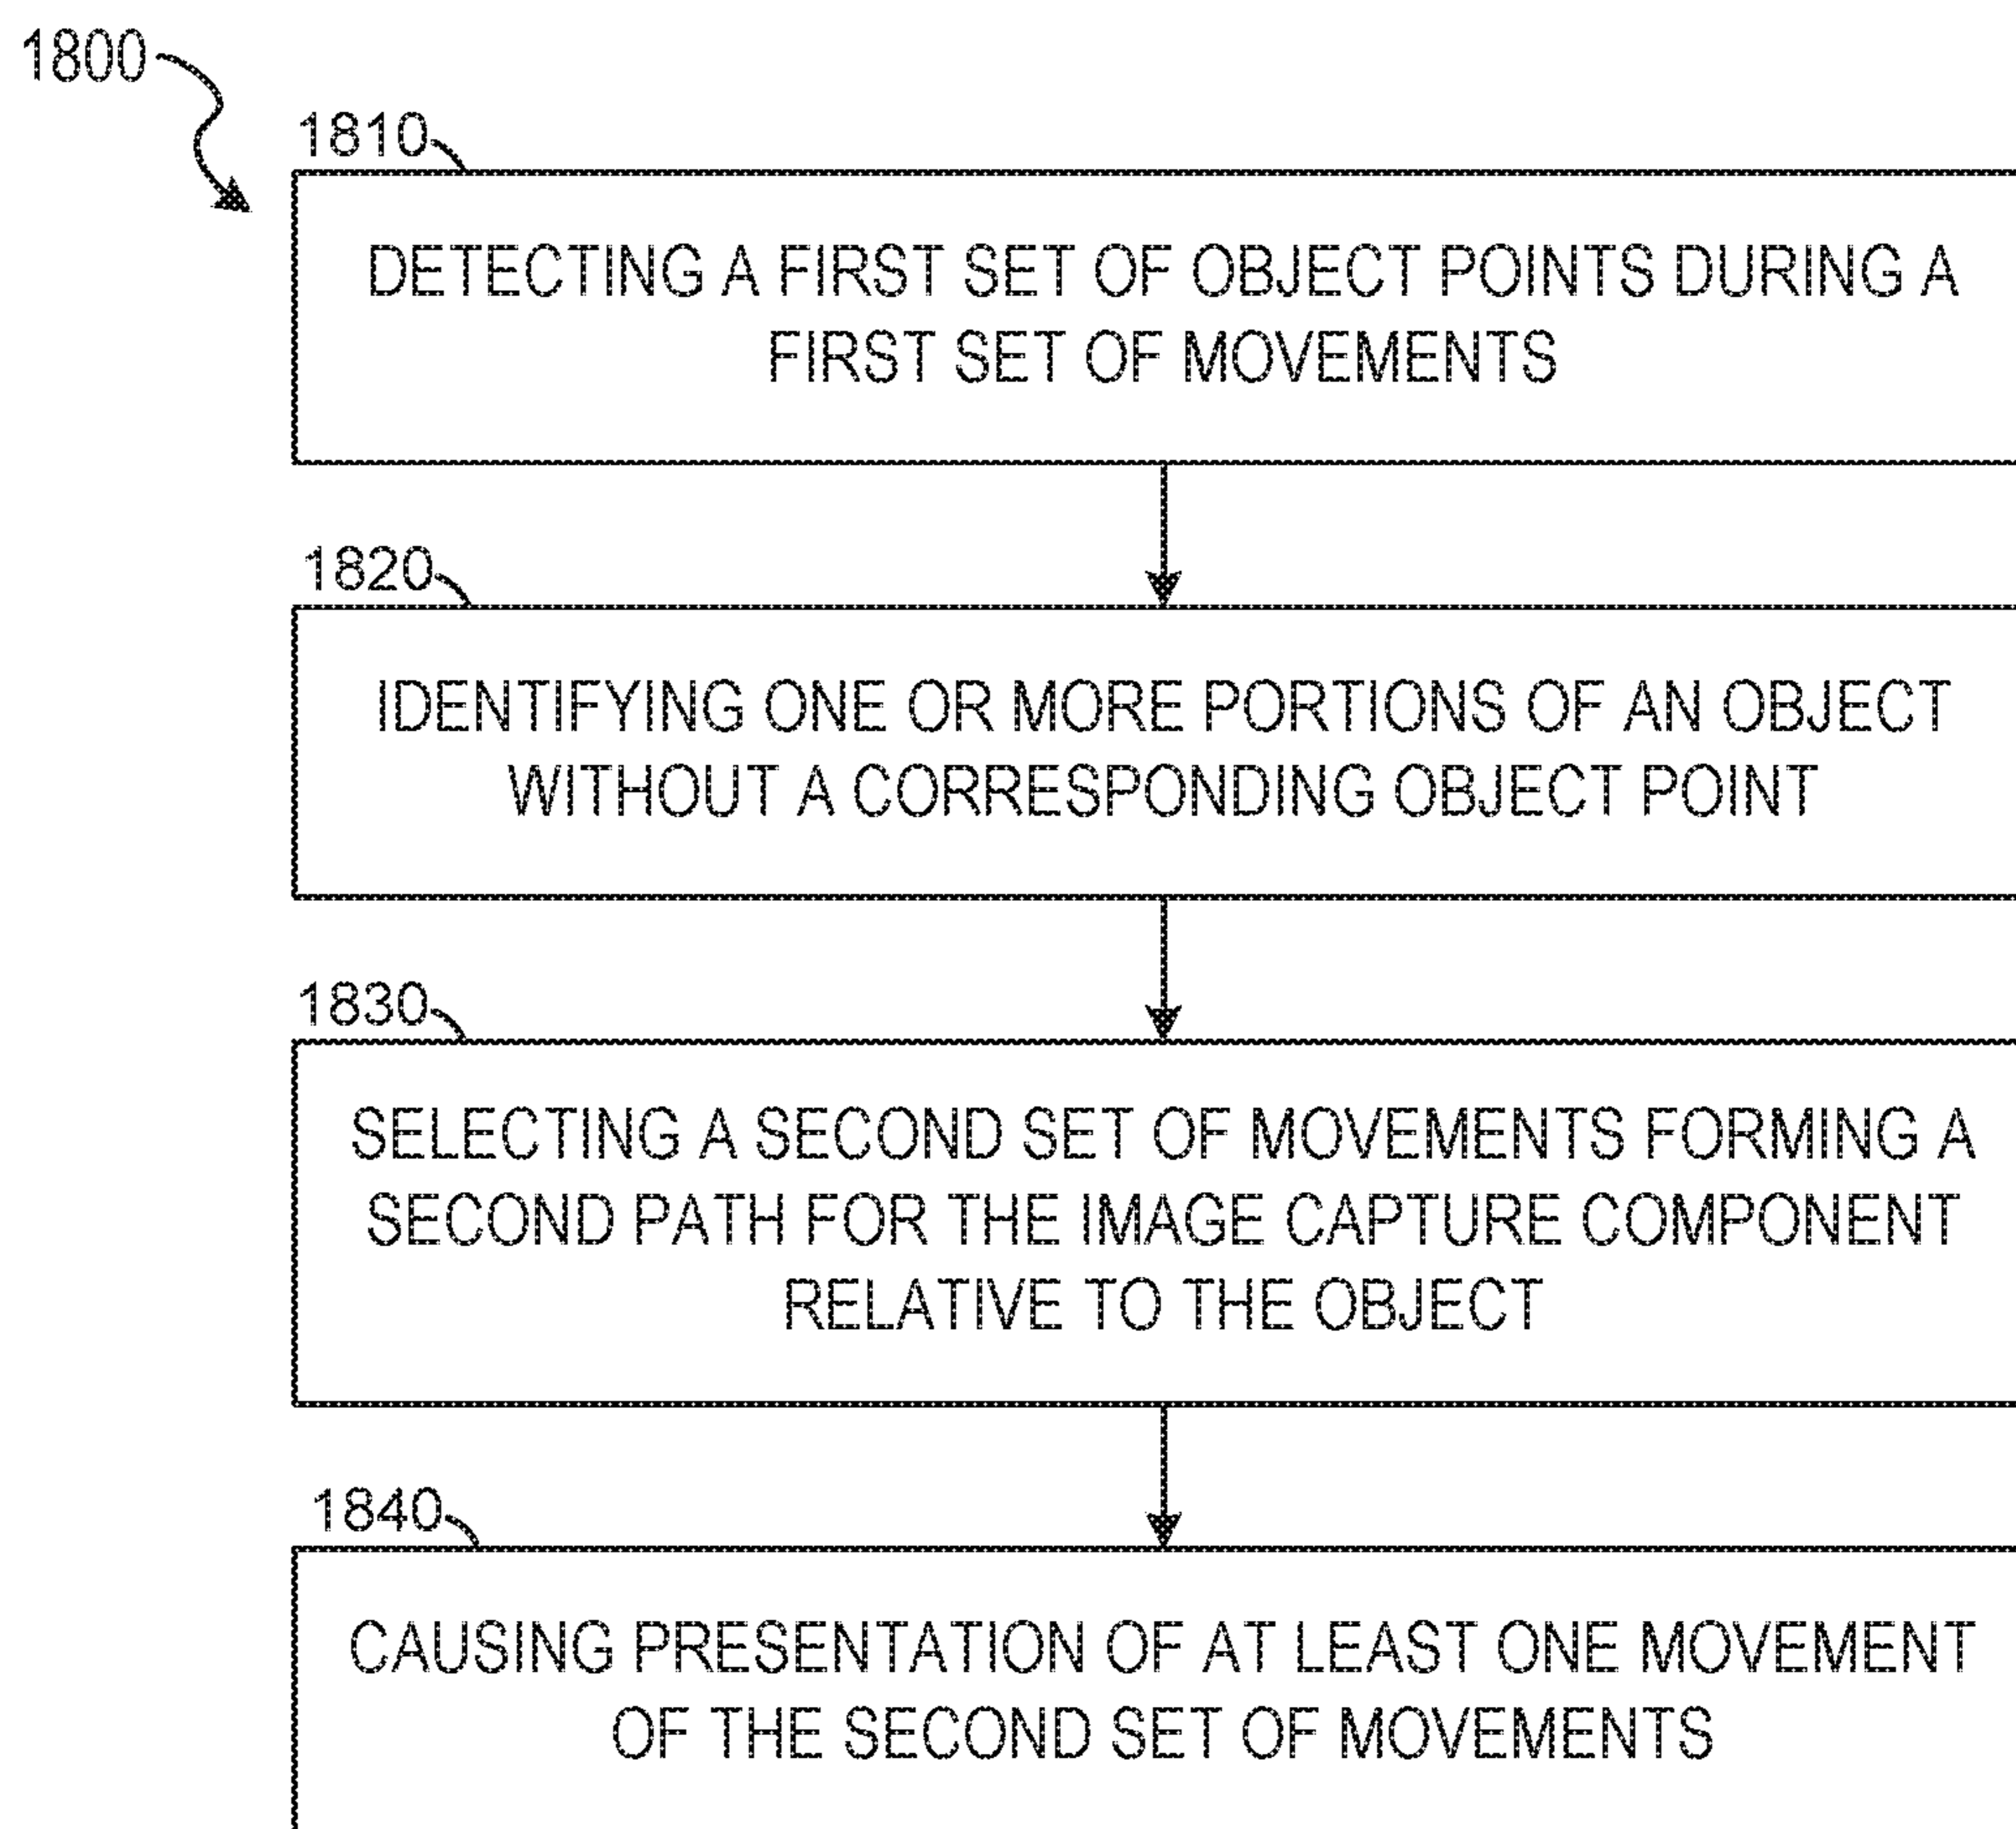 1800
1810
DETECTING A FIRST SET OF OBJECT POINTS DURING A
FIRST SET OF MOVEMENTS
1820
IDENTIFYING ONE OR MORE PORTIONS OF AN OBJECT
WITHOUT A CORRESPONDING OBJECT POINT
1830
SELECTING A SECOND SET OF MOVEMENTS FORMING A
SECOND PATH FOR THE IMAGE CAPTURE COMPONENT
RELATIVE TO THE OBJECT
1840
CAUSING PRESENTATION OF AT LEAST ONE MOVEMENT
OF THE SECOND SET OF MOVEMENTS